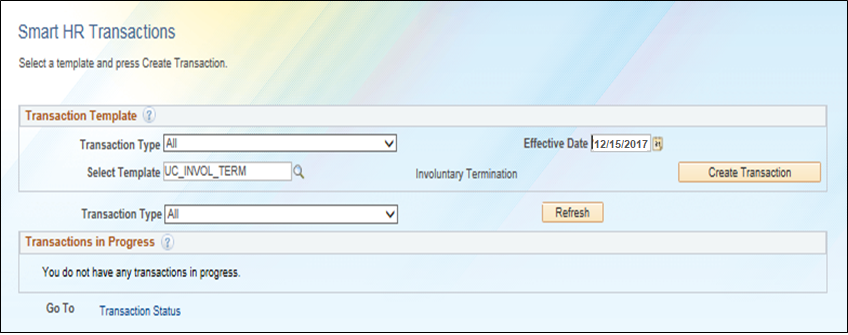 Smart HR Transactions
Select a template and press Create Transaction.
Transaction Template ?
Transaction Type All Effective Date 12/15/2017
Select Template UC_INVOL_TERM Involuntary Termination Create Transaction
Transaction Type All Refresh
Transactions in Progress ?
You do not have any transactions in progress.
Go To Transaction Status